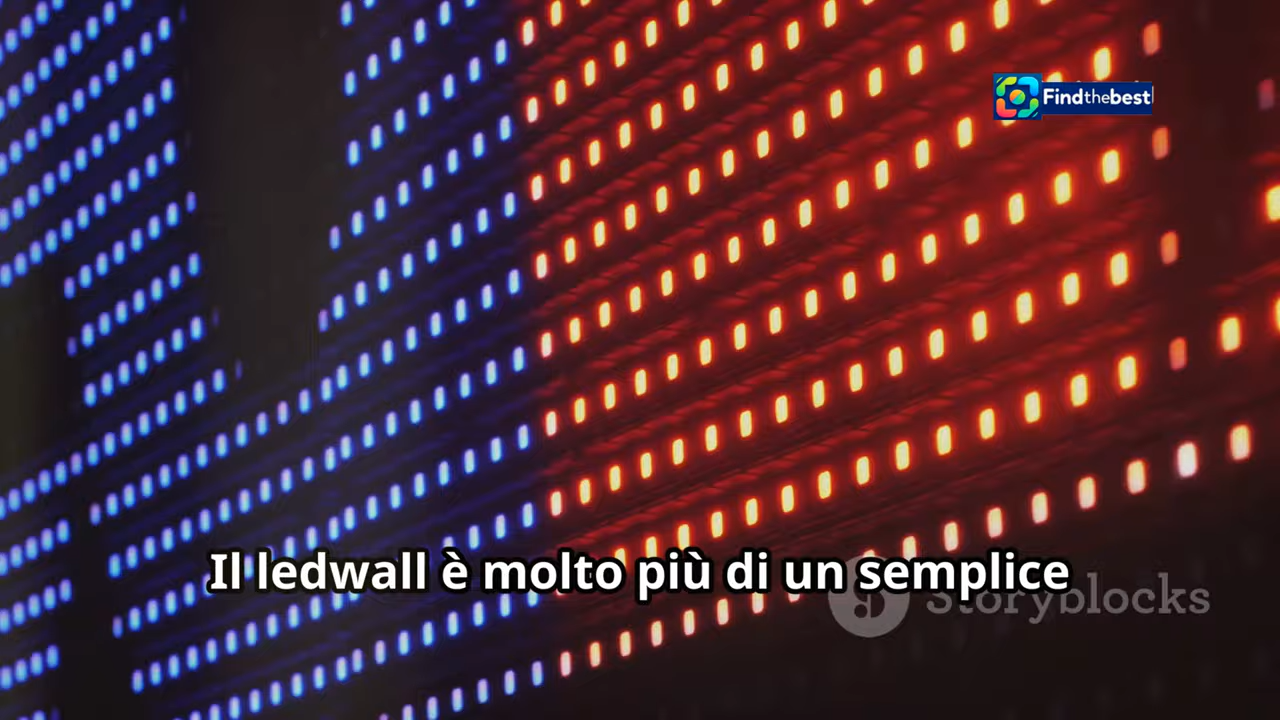 Findthebest
Il ledwall è molto più di un semplice
Storyblocks